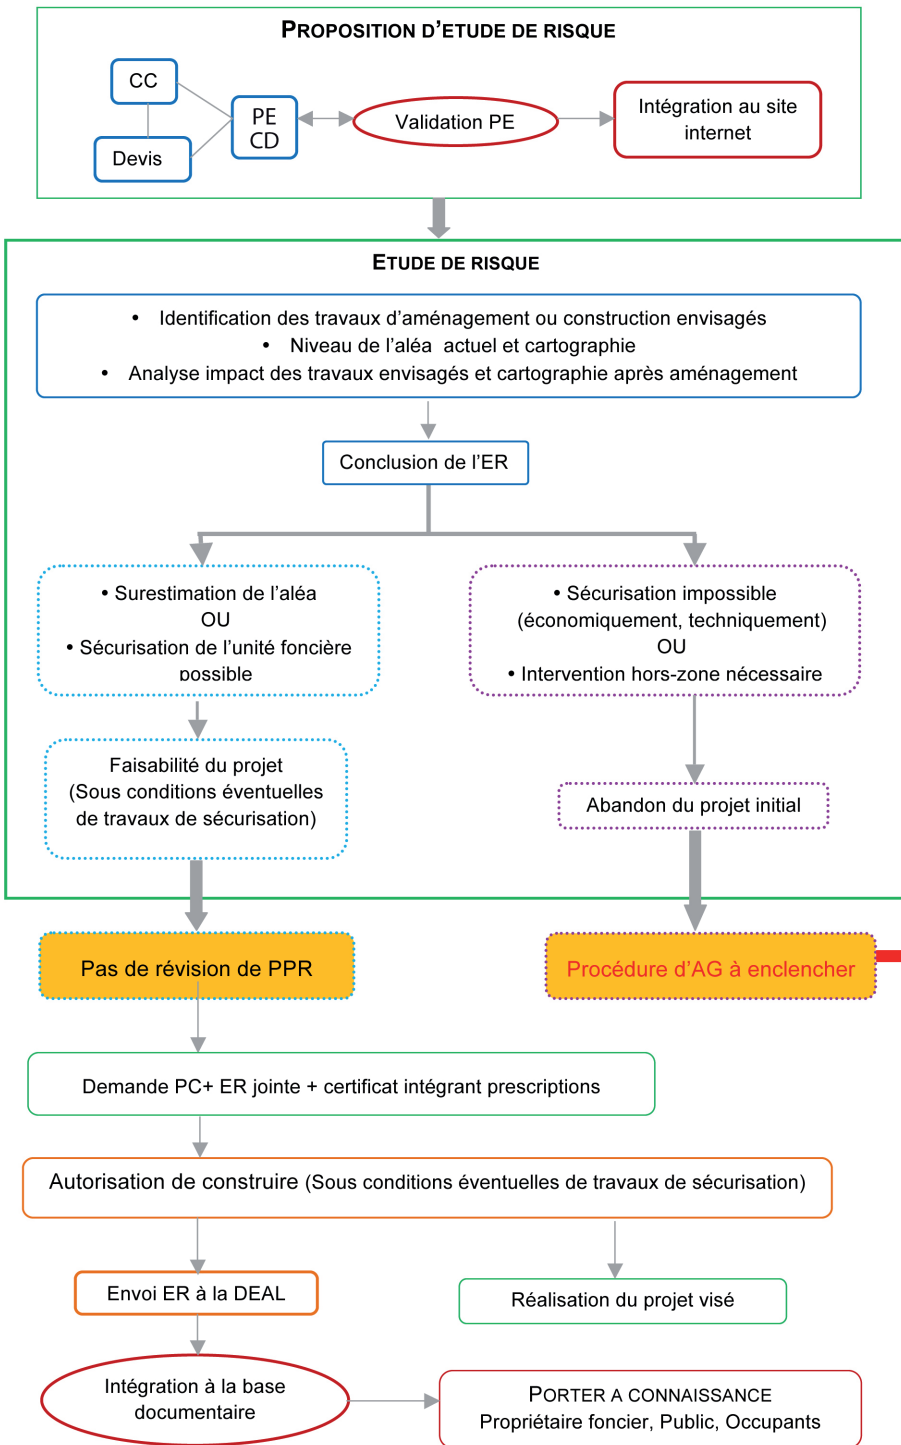 PROPOSITION D'ETUDE DE RISQUE
CC
Devis
PE
CD
Validation PE
Intégration au site
internet
ETUDE DE RISQUE
• Identification des travaux d'aménagement ou construction envisagés
• Niveau de l'aléa actuel et cartographie
• Analyse impact des travaux envisagés et cartographie après aménagement
Conclusion de l'ER
• Surestimation de l'aléa
OU
• Sécurisation de l'unité foncière
possible
• Sécurisation impossible
(économiquement, techniquement)
OU
• Intervention hors-zone nécessaire
Faisabilité du projet
(Sous conditions éventuelles
de travaux de sécurisation)
Abandon du projet initial
Pas de révision de PPR
Procédure d'AG à enclencher
Demande PC+ ER jointe + certificat intégrant prescriptions
Autorisation de construire (Sous conditions éventuelles de travaux de sécurisation)
Envoi ER à la DEAL
Réalisation du projet visé
Intégration à la base
documentaire
PORTER A CONNAISSANCE
Propriétaire foncier, Public, Occupants